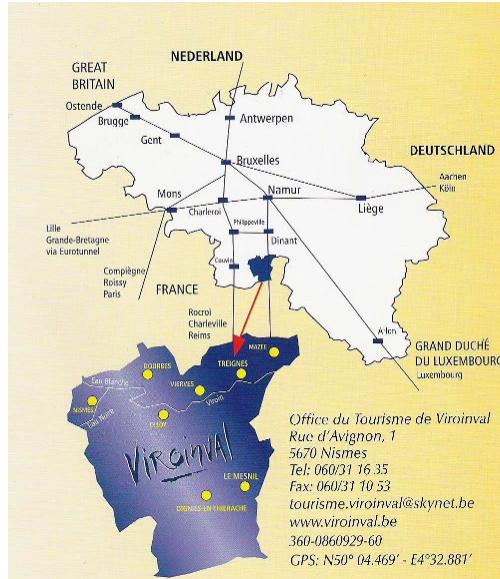 NEDERLAND
GREAT
BRITAIN
Ostende
Brugge
Antwerpen
Gent
Bruxelles
DEUTSCHLAND
Aachen
Köln
Mons
Namur
Charleroi
Liège
Lille
Grande-Bretagne
via Eurotunnel
Philippeville
Dinant
Couvin
Compiègne
Roissy
Paris
FRANCE
Rocroi
Charleville
Reims
Arlon
GRAND DUCHÉ
DU LUXEMBOURG
Luxembourg
MAZEE
TREIGNES
DOURBES
Eau Blanche
VIERVES
Viroin
NISMES
Eau Noire
OLLOY
VIROINVAL
LE MESNIL
OIGNIES-EN-THIERACHE
Office du Tourisme de Viroinval
Rue d'Avignon, 1
5670 Nismes
Tel: 060/31 16 35
Fax: 060/31 10 53
tourisme.viroinval@skynet.be
www.viroinval.be
360-0860929-60
GPS: N50° 04.469' - E4°32.881'